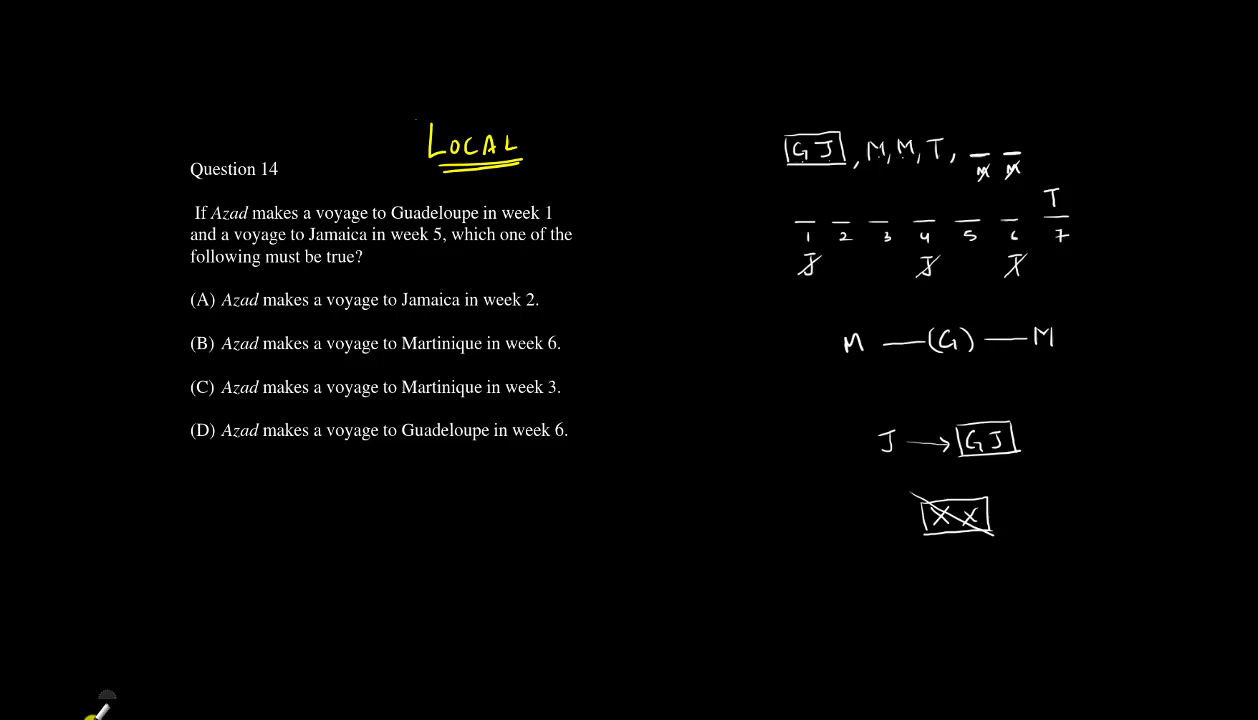 LOCAL
Question 14
If Azad makes a voyage to Guadeloupe in week 1
and a voyage to Jamaica in week 5, which one of the
following must be true?
(A) Azad makes a voyage to Jamaica in week 2.
(B) Azad makes a voyage to Martinique in week 6.
(C) Azad makes a voyage to Martinique in week 3.
(D) Azad makes a voyage to Guadeloupe in week 6.
G J , M, M, T, _ _
M M
T
1 2 3 4 5 6 7
J J T
M — (G) — M
J → G J
X X